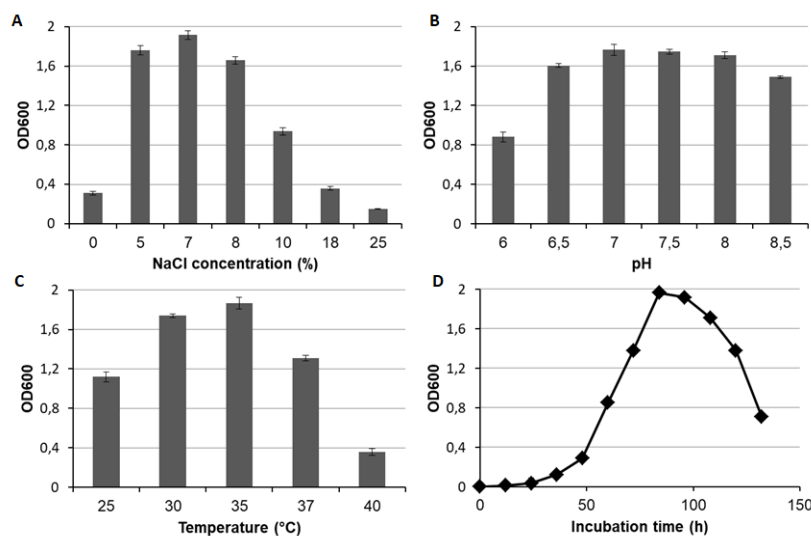 A
2
1,6
1,2
0,8
0,4
0
OD600
0 5 7 8 10 18 25
NaCl concentration (%)
B
2
1,6
1,2
0,8
0,4
0
OD600
6 6,5 7 7,5 8 8,5
pH
C
2
1,6
1,2
0,8
0,4
0
OD600
25 30 35 37 40
Temperature (°C)
D
2
1,6
1,2
0,8
0,4
0
OD600
0 50 100 150
Incubation time (h)